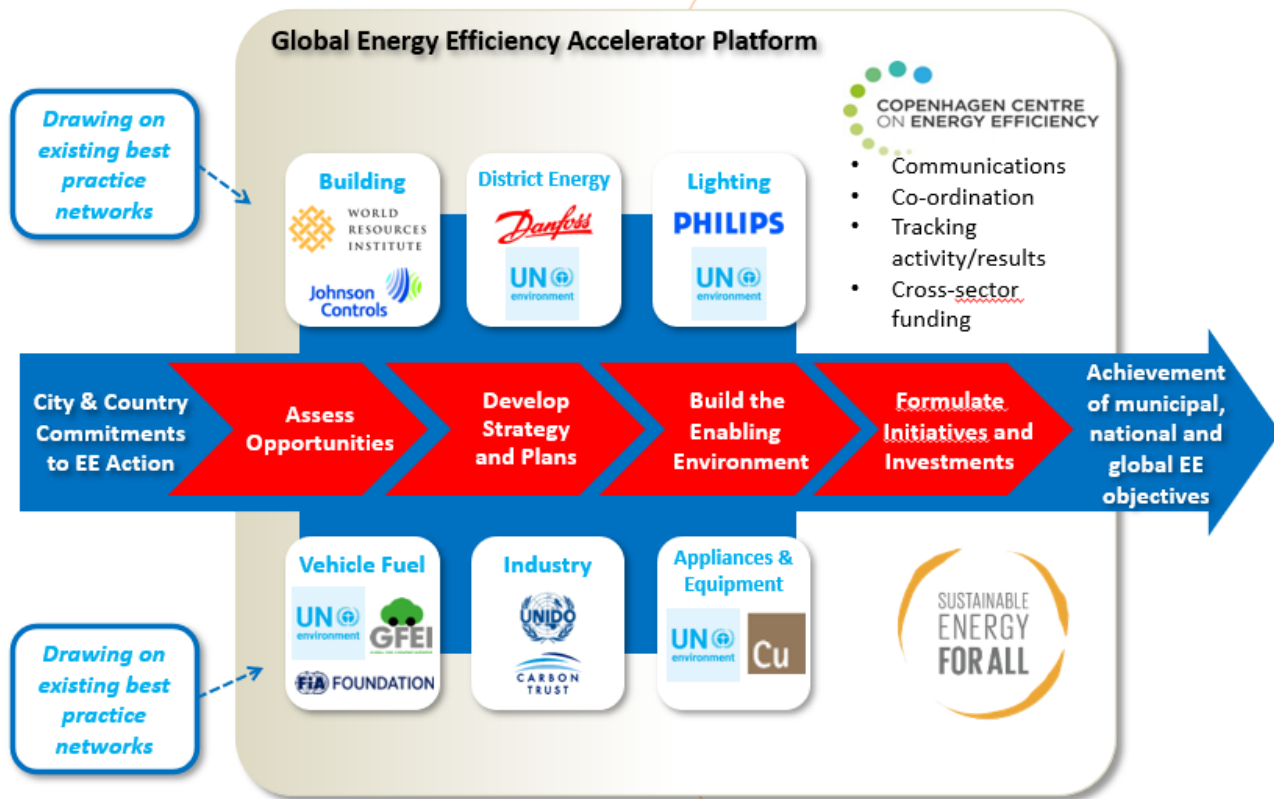 Global Energy Efficiency Accelerator Platform
Drawing on
existing best
practice
networks
Building
WORLD
RESOURCES
INSTITUTE
Johnson
Controls
District Energy
Danfoss
UN
environment
Lighting
PHILIPS
UN
environment
COPENHAGEN CENTRE
ON ENERGY EFFICIENCY
• Communications
• Co-ordination
• Tracking
activity/results
• Cross-sector
funding
City & Country
Commitments
to EE Action
Assess
Opportunities
Develop
Strategy
and Plans
Build the
Enabling
Environment
Formulate
Initiatives and
Investments
Achievement
of municipal,
national and
global EE
objectives
Drawing on
existing best
practice
networks
Vehicle Fuel
UN
environment
GFEI
FiA FOUNDATION
Industry
UNIDO
CARBON
TRUST
Appliances &
Equipment
UN
environment
Cu
SUSTAINABLE
ENERGY
FOR ALL